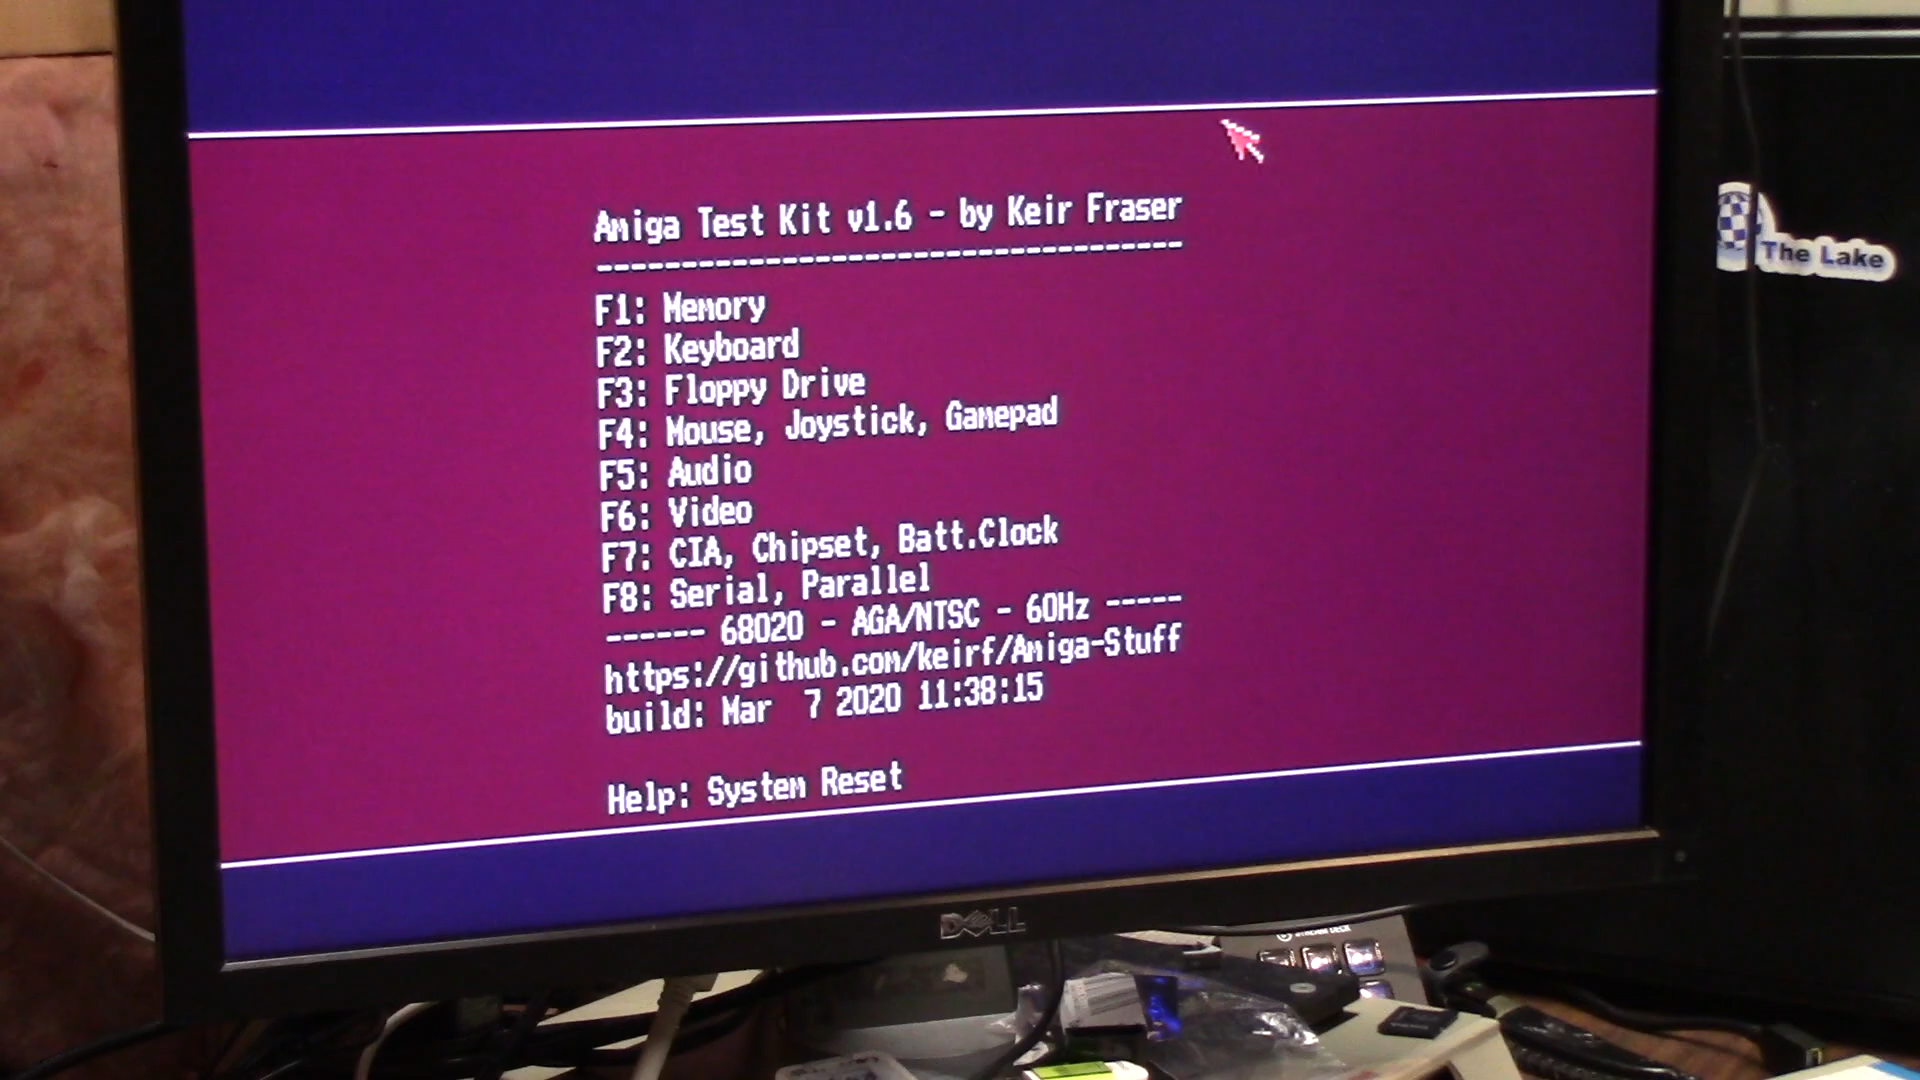 Amiga Test Kit v1.6 - by Keir Fraser
------------------------------------
F1: Memory
F2: Keyboard
F3: Floppy Drive
F4: Mouse, Joystick, Gamepad
F5: Audio
F6: Video
F7: CIA, Chipset, Batt.Clock
F8: Serial, Parallel
------ 68020 - AGA/NTSC - 60Hz -----
https://github.com/keirf/Amiga-Stuff
build: Mar  7 2020 11:38:15
Help: System Reset
The Lake
DELL
STREAM DECK